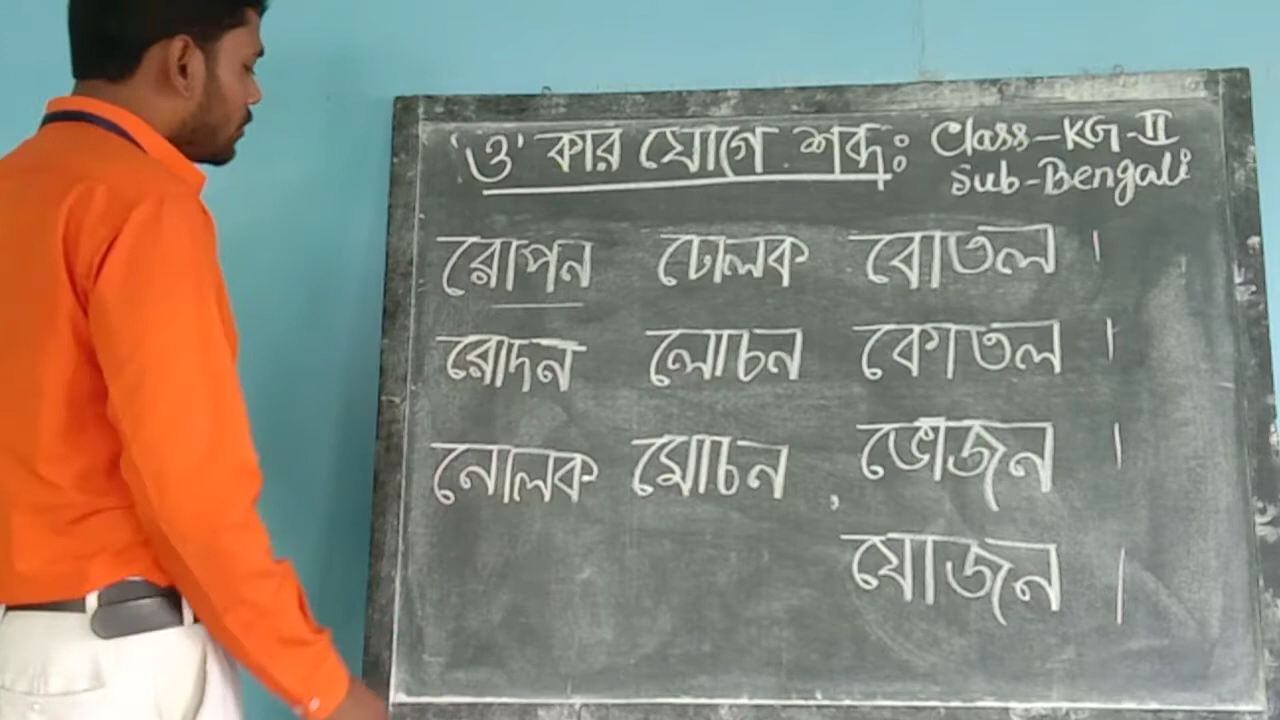 'ও' কার যোগে শব্দঃ Class-KG-II
Sub-Bengali
রোপন ঢোলক বোতল ।
রোদন লোচন কোতল ।
নোলক মোচন , ভোজন ।
যোজন ।